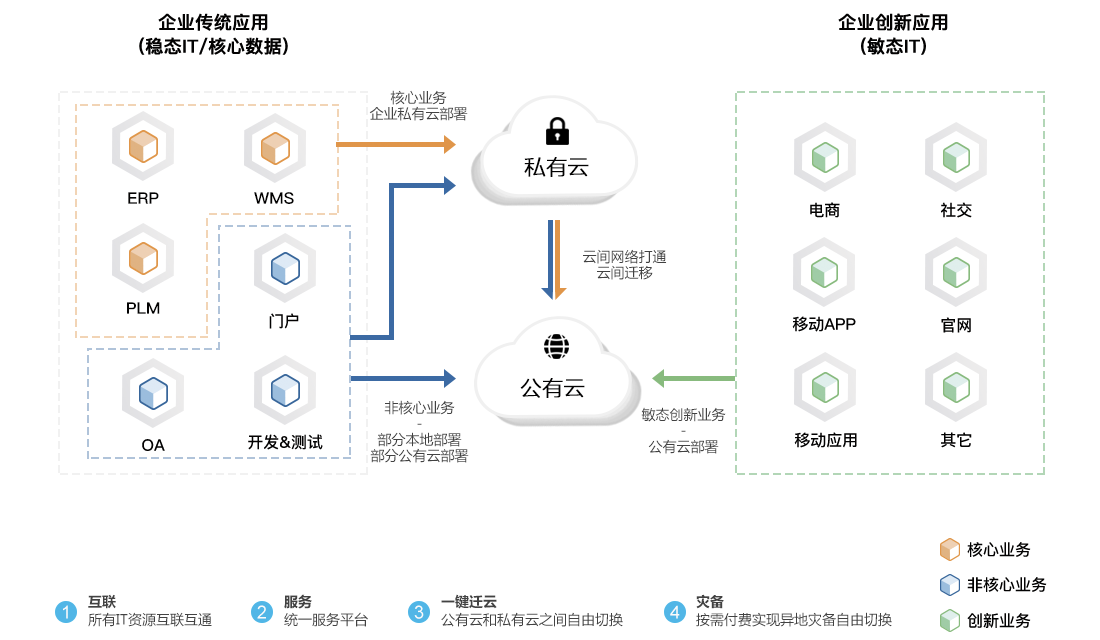 企业传统应用
（稳态IT/核心数据）
企业创新应用
（敏态IT）
核心业务
企业私有云部署
ERP
WMS
PLM
门户
OA
开发&测试
私有云
云间网络打通
云间迁移
公有云
非核心业务
-
部分本地部署
部分公有云部署
敏态创新业务
-
公有云部署
电商
社交
移动APP
官网
移动应用
其它
核心业务
非核心业务
创新业务
1 互联
所有IT资源互联互通
2 服务
统一服务平台
3 一键迁云
公有云和私有云之间自由切换
4 灾备
按需付费实现异地灾备自由切换